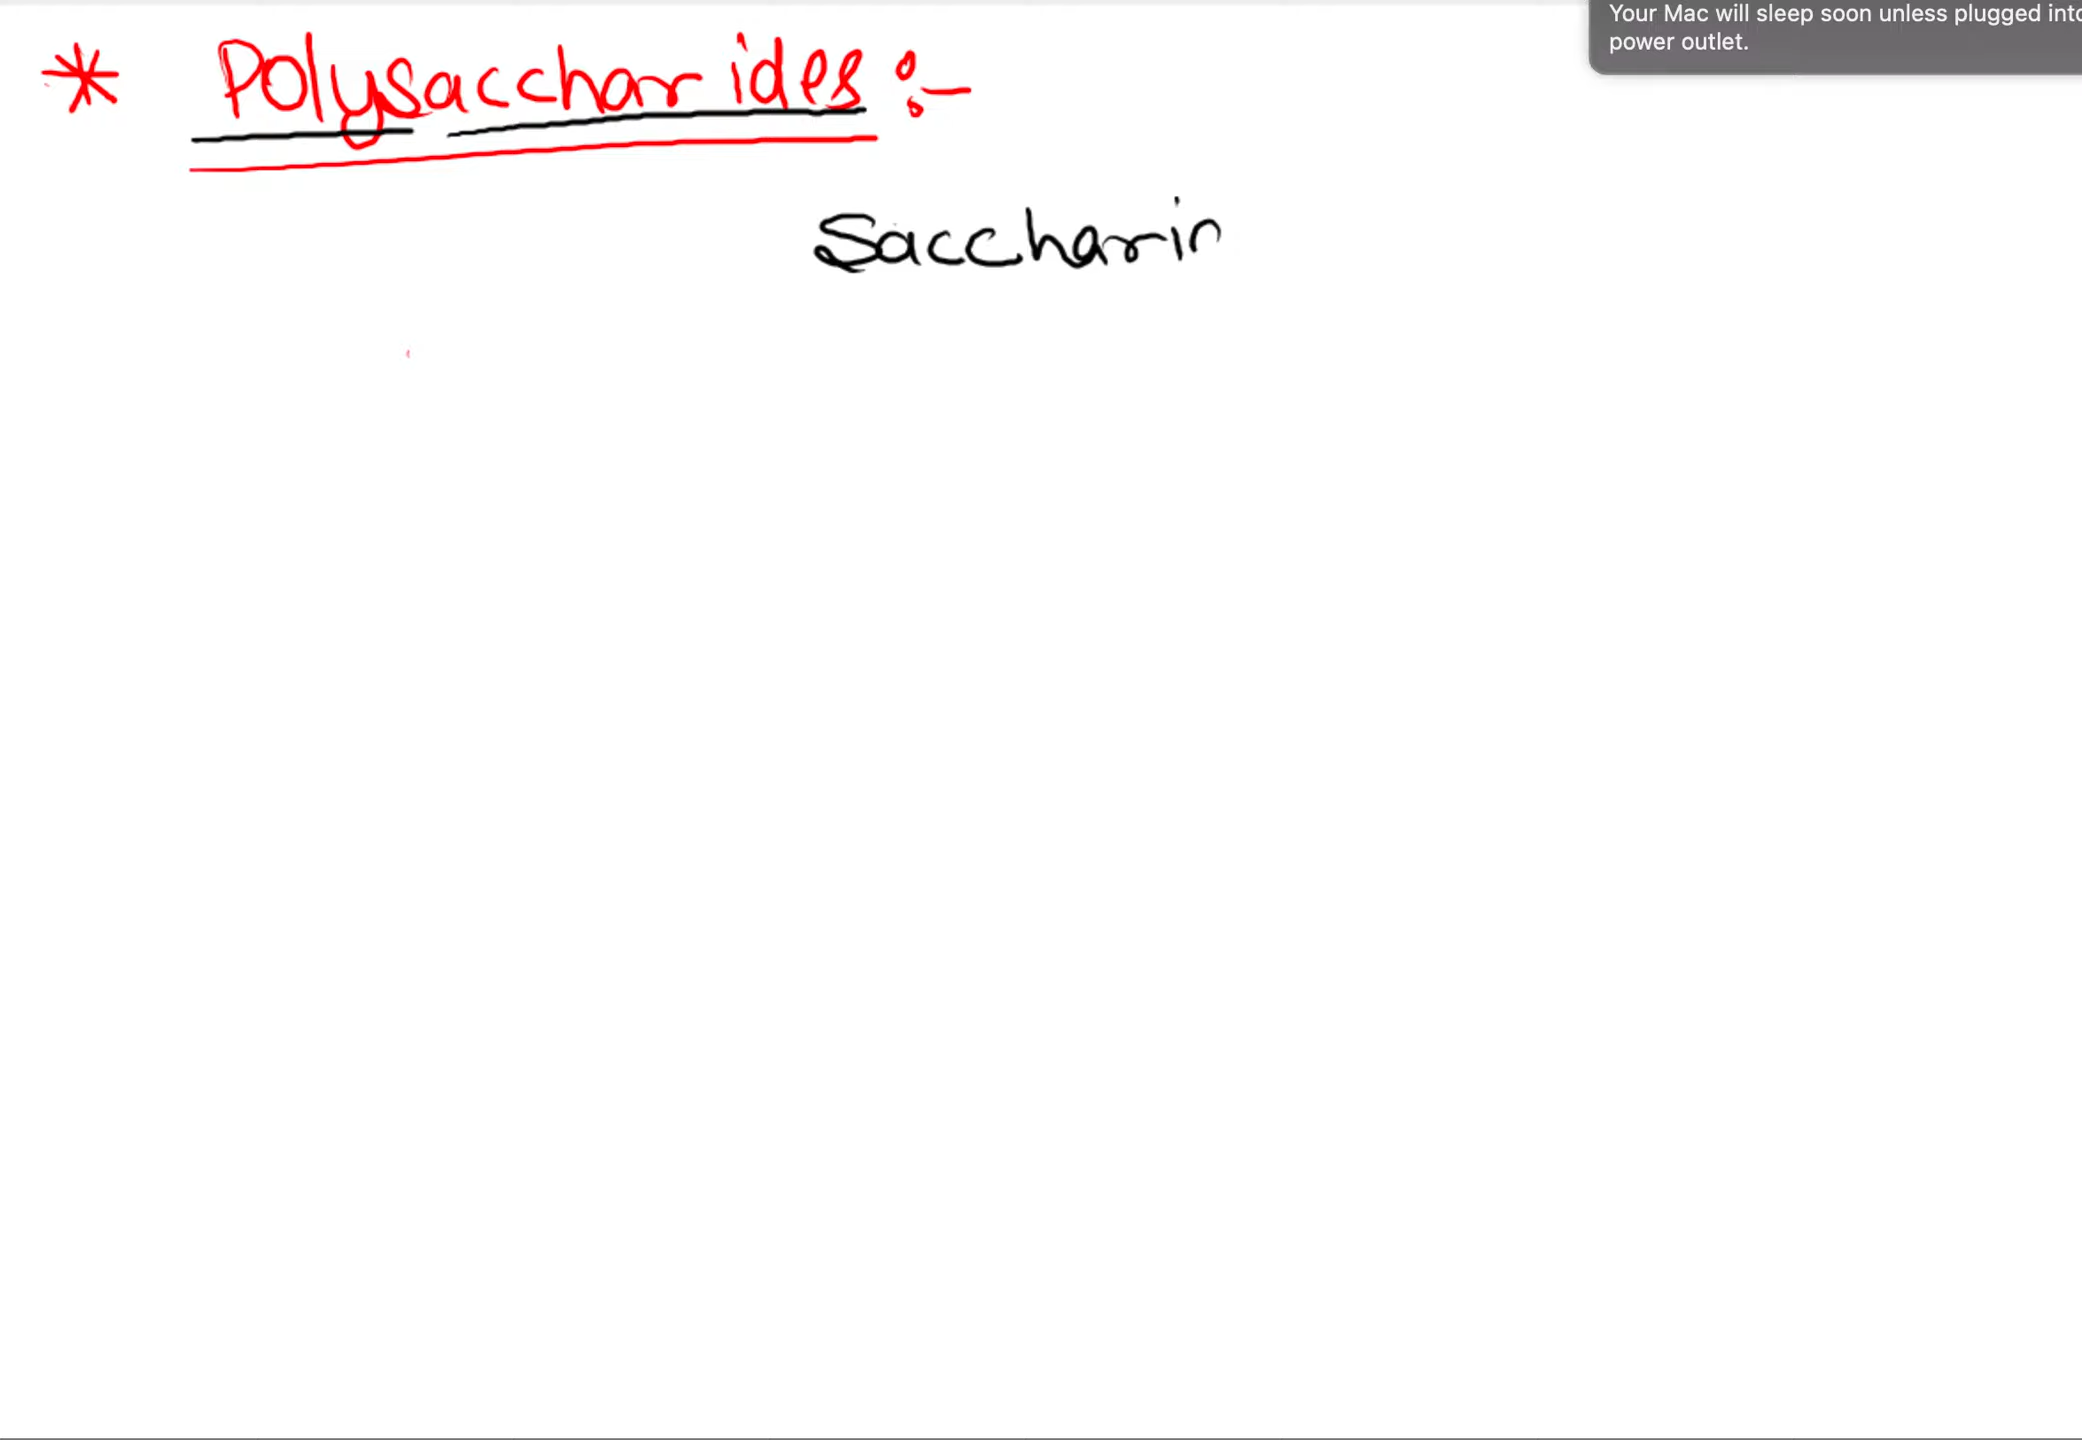 Your Mac will sleep soon unless plugged into
power outlet.
* Polysaccharides :-
Saccharin